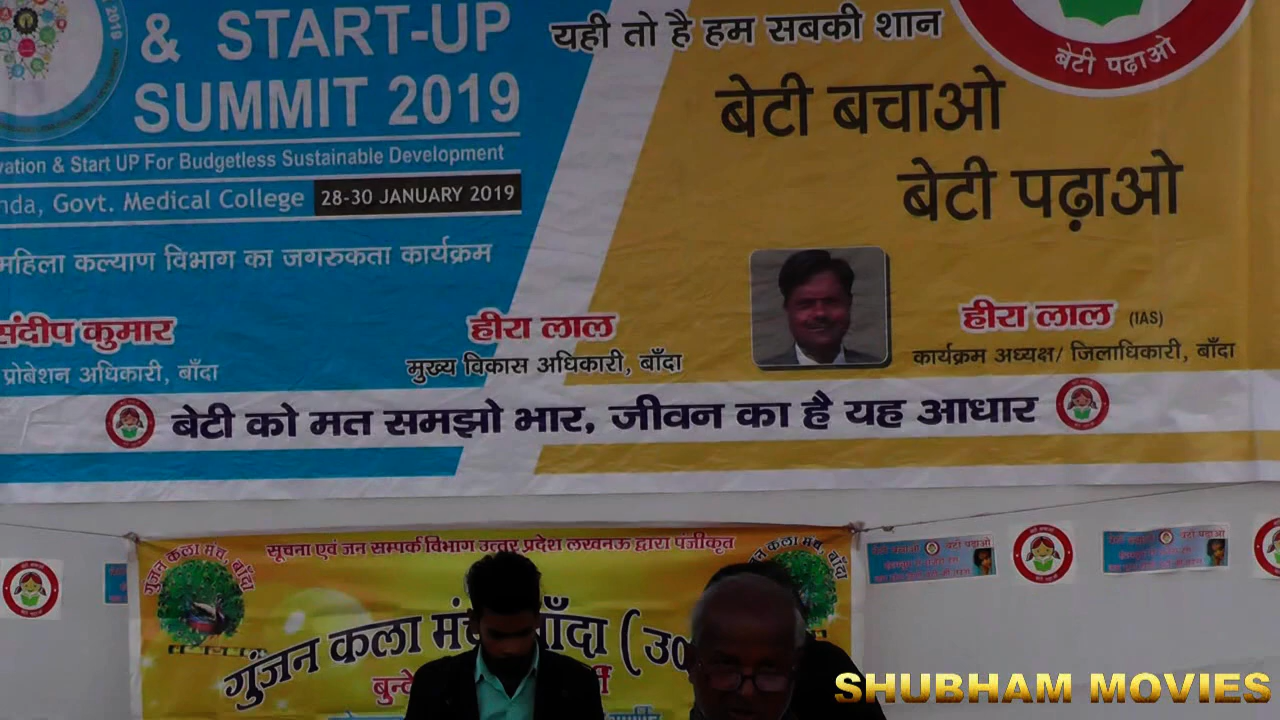 & START-UP
SUMMIT 2019
vation & Start UP For Budgetless Sustainable Development
nda, Govt. Medical College 28-30 JANUARY 2019
महिला कल्याण विभाग का जगरुकता कार्यक्रम
संदीप कुमार
प्रोबेशन अधिकारी, बाँदा
हीरा लाल
मुख्य विकास अधिकारी, बाँदा
यही तो है हम सबकी शान
बेटी पढ़ाओ
बेटी बचाओ
बेटी पढ़ाओ
हीरा लाल (IAS)
कार्यक्रम अध्यक्ष/ जिलाधिकारी, बाँदा
बेटी को मत समझो भार, जीवन का है यह आधार
सूचना एवं जन सम्पर्क विभाग उत्तर प्रदेश लखनऊ द्वारा पंजीकृत
गुंजन कला मंच, बाँदा
गुंजन कला मंच, बाँदा
गुंजन कला मं बाँदा (उ०
बुन्दे
SHUBHAM MOVIES